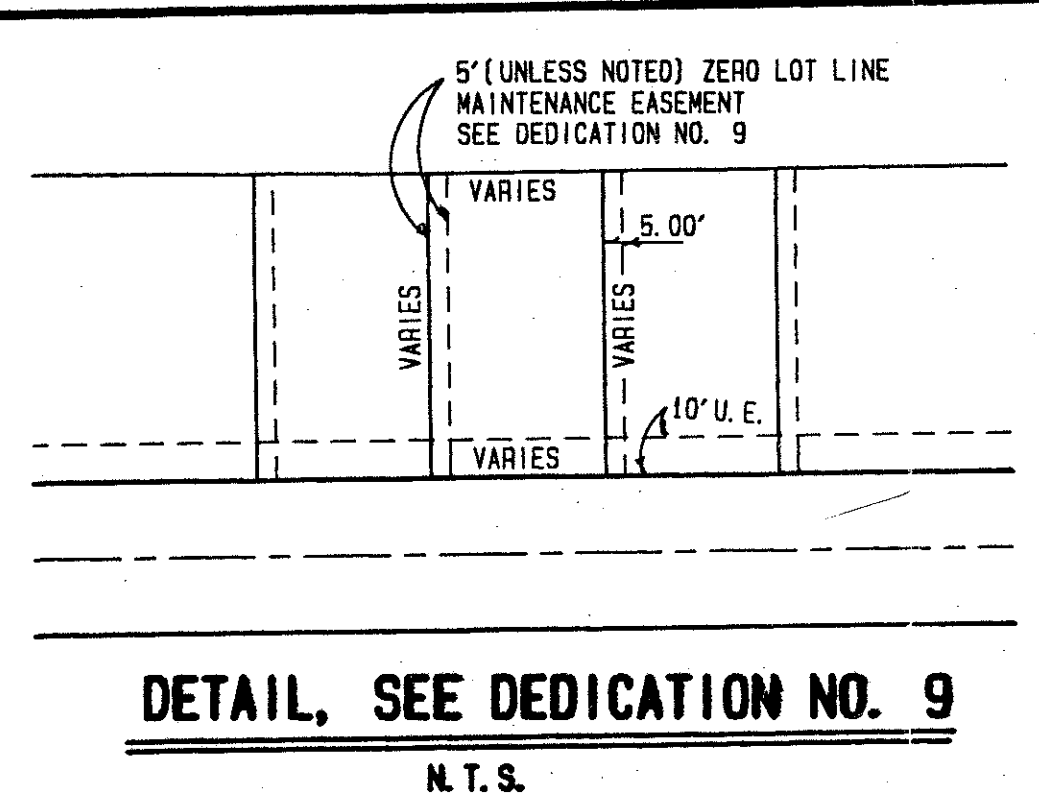 5'(UNLESS NOTED) ZERO LOT LINE
MAINTENANCE EASEMENT
SEE DEDICATION NO. 9
VARIES
5.00'
VARIES
VARIES
10' U.E.
VARIES
DETAIL, SEE DEDICATION NO. 9
N.T.S.